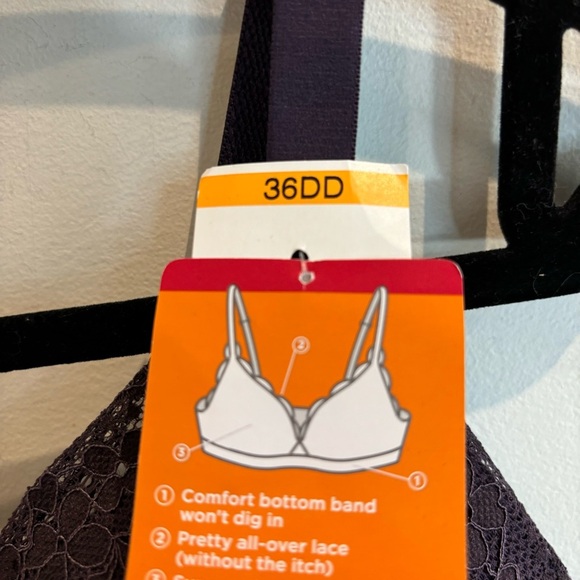 36DD
2
3
1
1 Comfort bottom band
won't dig in
2 Pretty all-over lace
(without the itch)
3